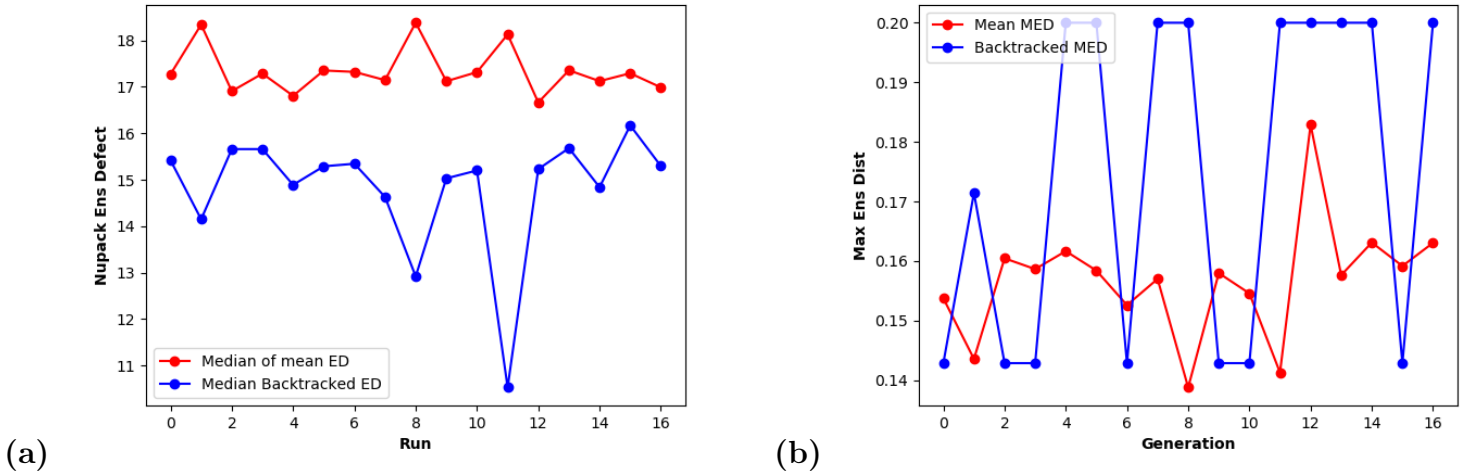 18
17
16
15
14
13
12
11
Nupack Ens Defect
Median of mean ED
Median Backtracked ED
0 2 4 6 8 10 12 14 16
Run
(a)
0.20
0.19
0.18
0.17
0.16
0.15
0.14
Max Ens Dist
Mean MED
Backtracked MED
0 2 4 6 8 10 12 14 16
Generation
(b)